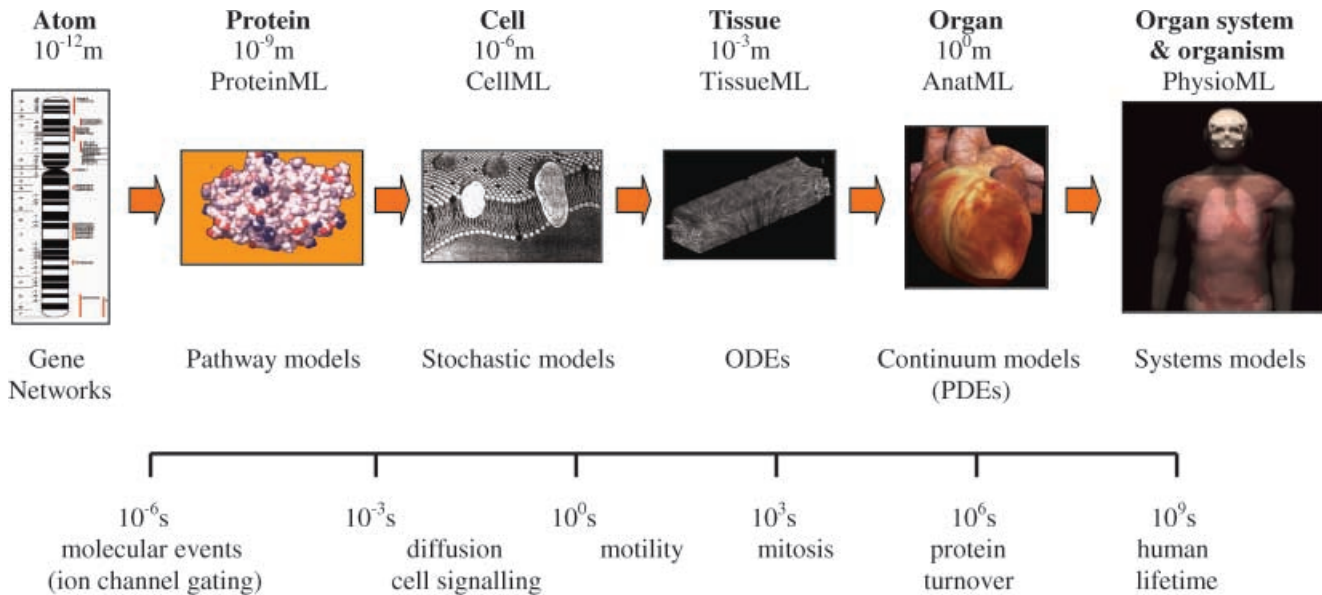 Atom
10⁻¹²m
Protein
10⁻⁹m
ProteinML
Cell
10⁻⁶m
CellML
Tissue
10⁻³m
TissueML
Organ
10⁰m
AnatML
Organ system
& organism
PhysioML
Gene
Networks
Pathway models
Stochastic models
ODEs
Continuum models
(PDEs)
Systems models
10⁻⁶s
molecular events
(ion channel gating)
10⁻³s
diffusion
cell signalling
10⁰s
motility
10³s
mitosis
10⁶s
protein
turnover
10⁹s
human
lifetime